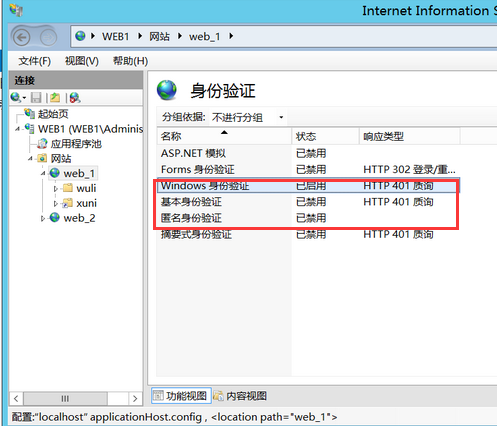 Internet Information S
WEB1 网站 web_1
文件(F) 视图(V) 帮助(H)
连接
起始页
WEB1 (WEB1\Adminis
应用程序池
网站
web_1
wuli
xuni
web_2
身份验证
分组依据: 不进行分组
名称 状态 响应类型
ASP.NET 模拟 已禁用
Forms 身份验证 已禁用 HTTP 302 登录/重...
Windows 身份验证 已启用 HTTP 401 质询
基本身份验证 已禁用 HTTP 401 质询
匿名身份验证 已禁用
摘要式身份验证 已禁用 HTTP 401 质询
功能视图 内容视图
配置:“localhost” applicationHost.config , <location path="web_1">